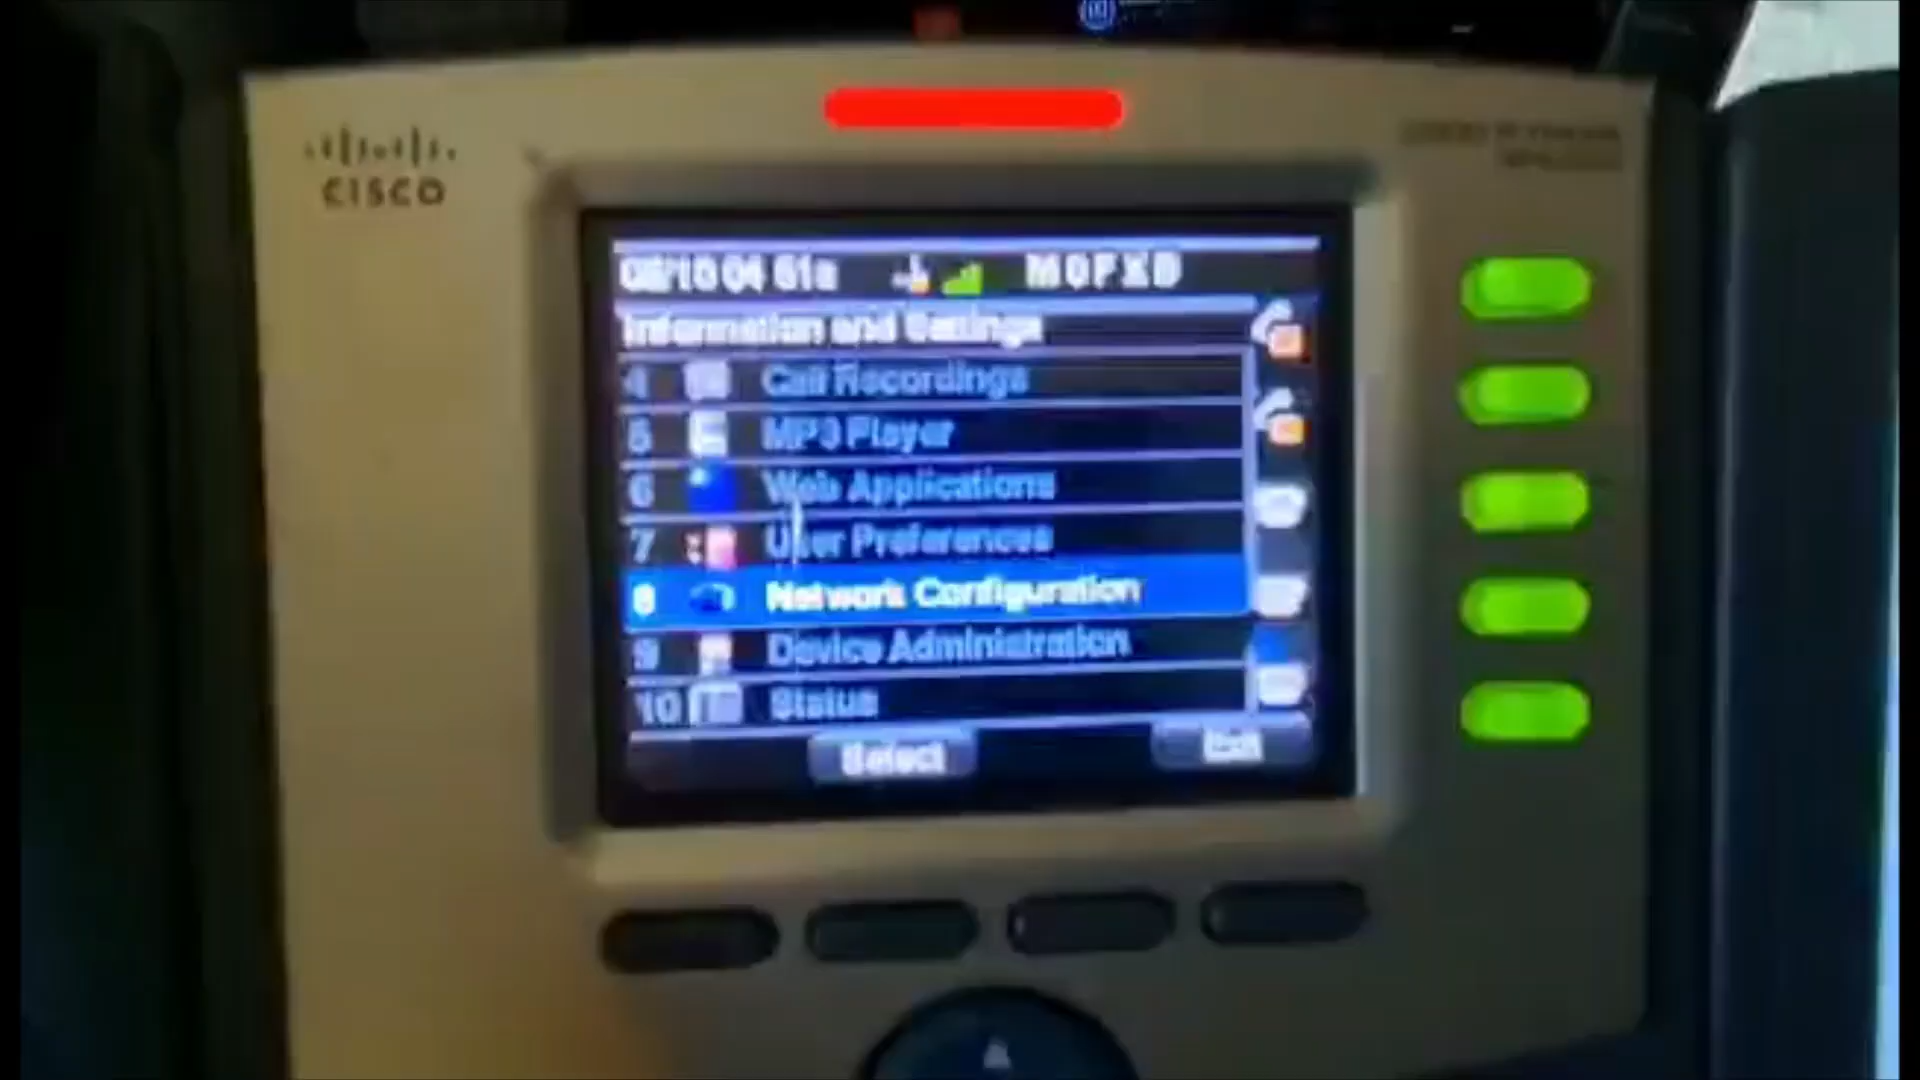 CISCO
M0FXB
Information and Settings
4 Call Recordings
5 MP3 Player
6 Web Applications
7 User Preferences
8 Network Configuration
9 Device Administration
10 Status
Select
Exit